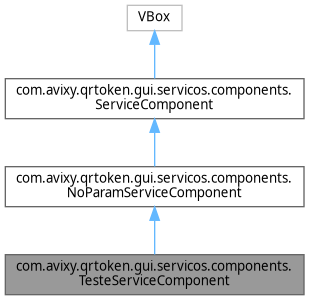 VBox
com.avixy.qrtoken.gui.servicos.components.
ServiceComponent
com.avixy.qrtoken.gui.servicos.components.
NoParamServiceComponent
com.avixy.qrtoken.gui.servicos.components.
TesteServiceComponent